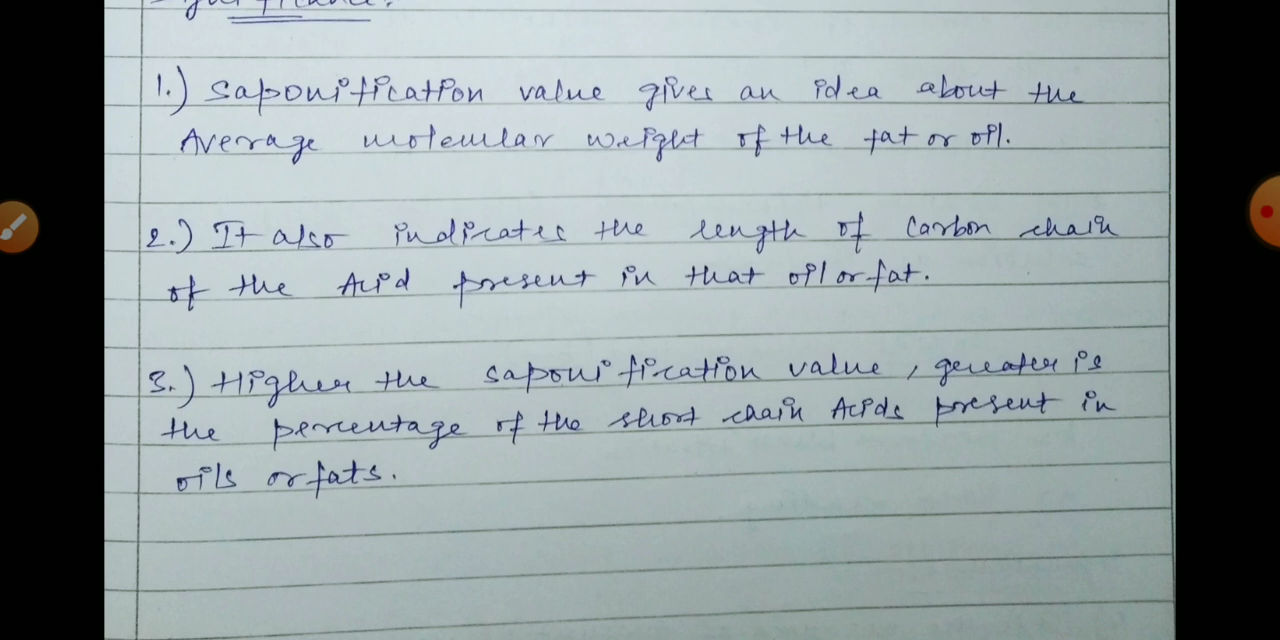 1.) Saponification value gives an idea about the
Average molecular weight of the fat or oil.
2.) It also indicates the length of Carbon chain
of the Acid present in that oil or fat.
3.) Higher the saponification value, gereater is
the percentage of the short chain Acids present in
oils or fats.